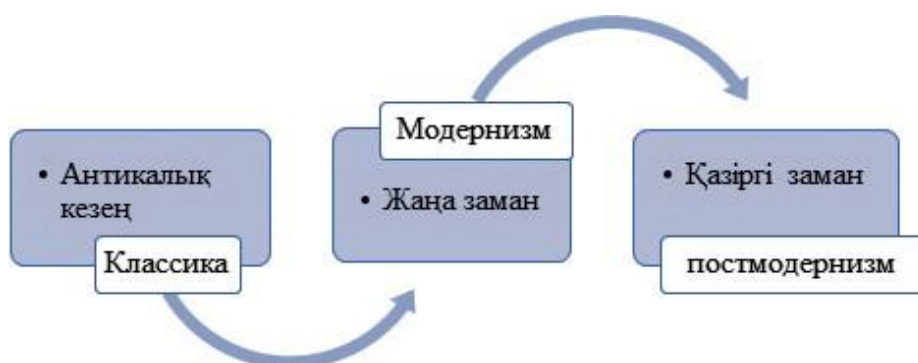 • Антикалық
кезең
Классика
Модернизм
• Жаңа заман
• Қазіргі заман
постмодернизм